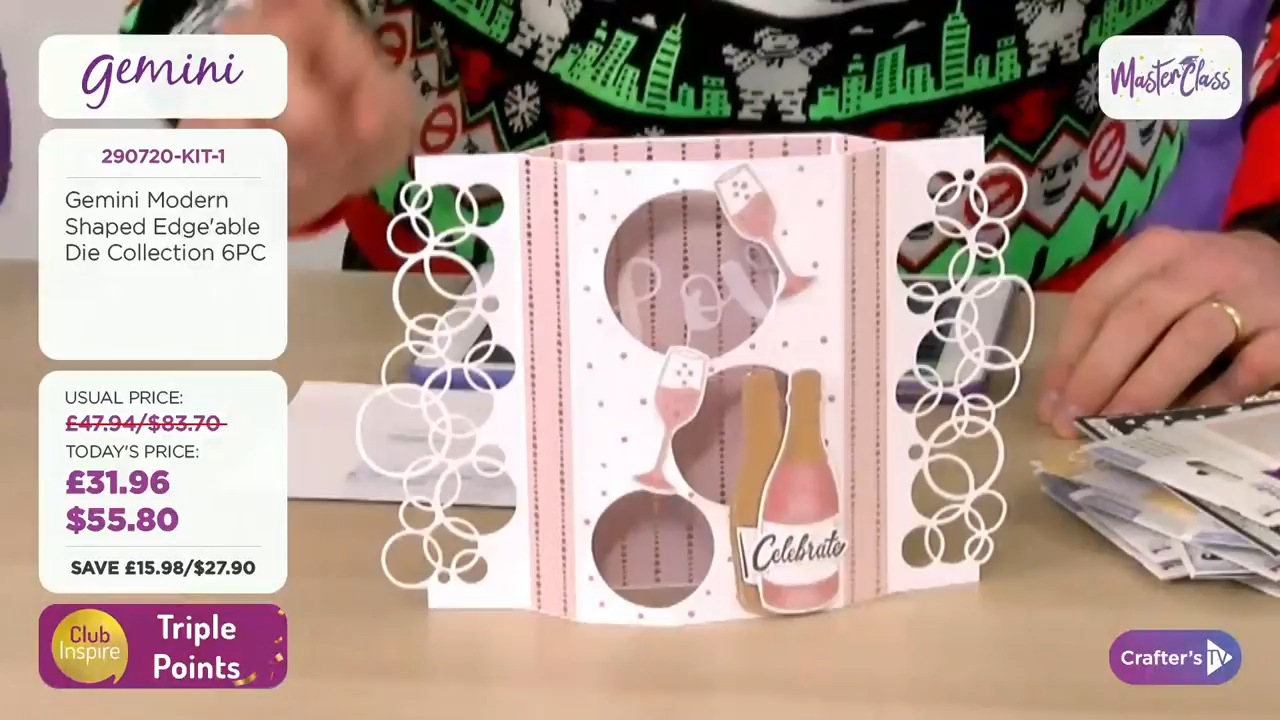 gemini
290720-KIT-1
Gemini Modern
Shaped Edge'able
Die Collection 6PC
USUAL PRICE:
£47.94/$83.70
TODAY'S PRICE:
£31.96
$55.80
SAVE £15.98/$27.90
Club
Inspire
Triple
Points
MasterClass
Celebrate
Crafter's TV